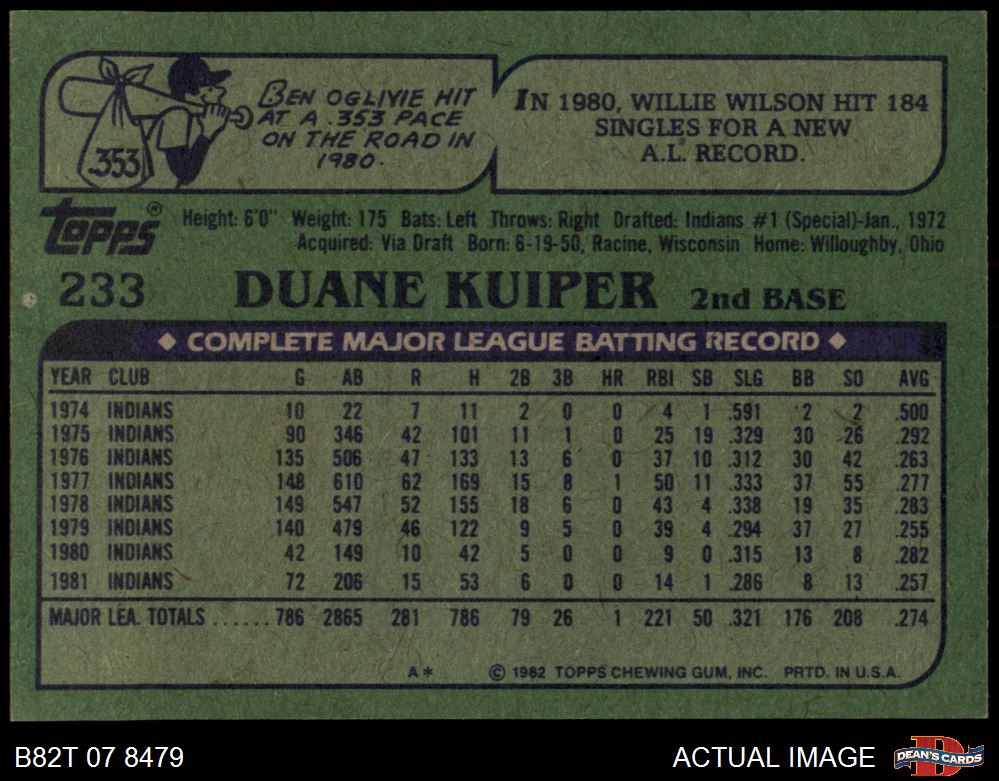 BEN OGLIVIE HIT
AT A .353 PACE
ON THE ROAD IN
1980.
.353
IN 1980, WILLIE WILSON HIT 184
SINGLES FOR A NEW
A.L. RECORD.
Topps®
Height: 6'0" Weight: 175 Bats: Left Throws: Right Drafted: Indians #1 (Special)-Jan., 1972
Acquired: Via Draft Born: 6-19-50, Racine, Wisconsin Home: Willoughby, Ohio
233 DUANE KUIPER 2nd BASE
◆ COMPLETE MAJOR LEAGUE BATTING RECORD ◆
YEAR CLUB G AB R H 2B 3B HR RBI SB SLG BB SO AVG
1974 INDIANS 10 22 7 11 2 0 0 4 1 .591 2 2 .500
1975 INDIANS 90 346 42 101 11 1 0 25 19 .329 30 26 .292
1976 INDIANS 135 506 47 133 13 6 0 37 10 .312 30 42 .263
1977 INDIANS 148 610 62 169 15 8 1 50 11 .333 37 55 .277
1978 INDIANS 149 547 52 155 18 6 0 43 4 .338 19 35 .283
1979 INDIANS 140 479 46 122 9 5 0 39 4 .294 37 27 .255
1980 INDIANS 42 149 10 42 5 0 0 9 0 .315 13 8 .282
1981 INDIANS 72 206 15 53 6 0 0 14 1 .286 8 13 .257
MAJOR LEA. TOTALS ...... 786 2865 281 786 79 26 1 221 50 .321 176 208 .274
A* © 1982 TOPPS CHEWING GUM, INC. PRTD. IN U.S.A.
B82T 07 8479 ACTUAL IMAGE D DEAN'S CARDS